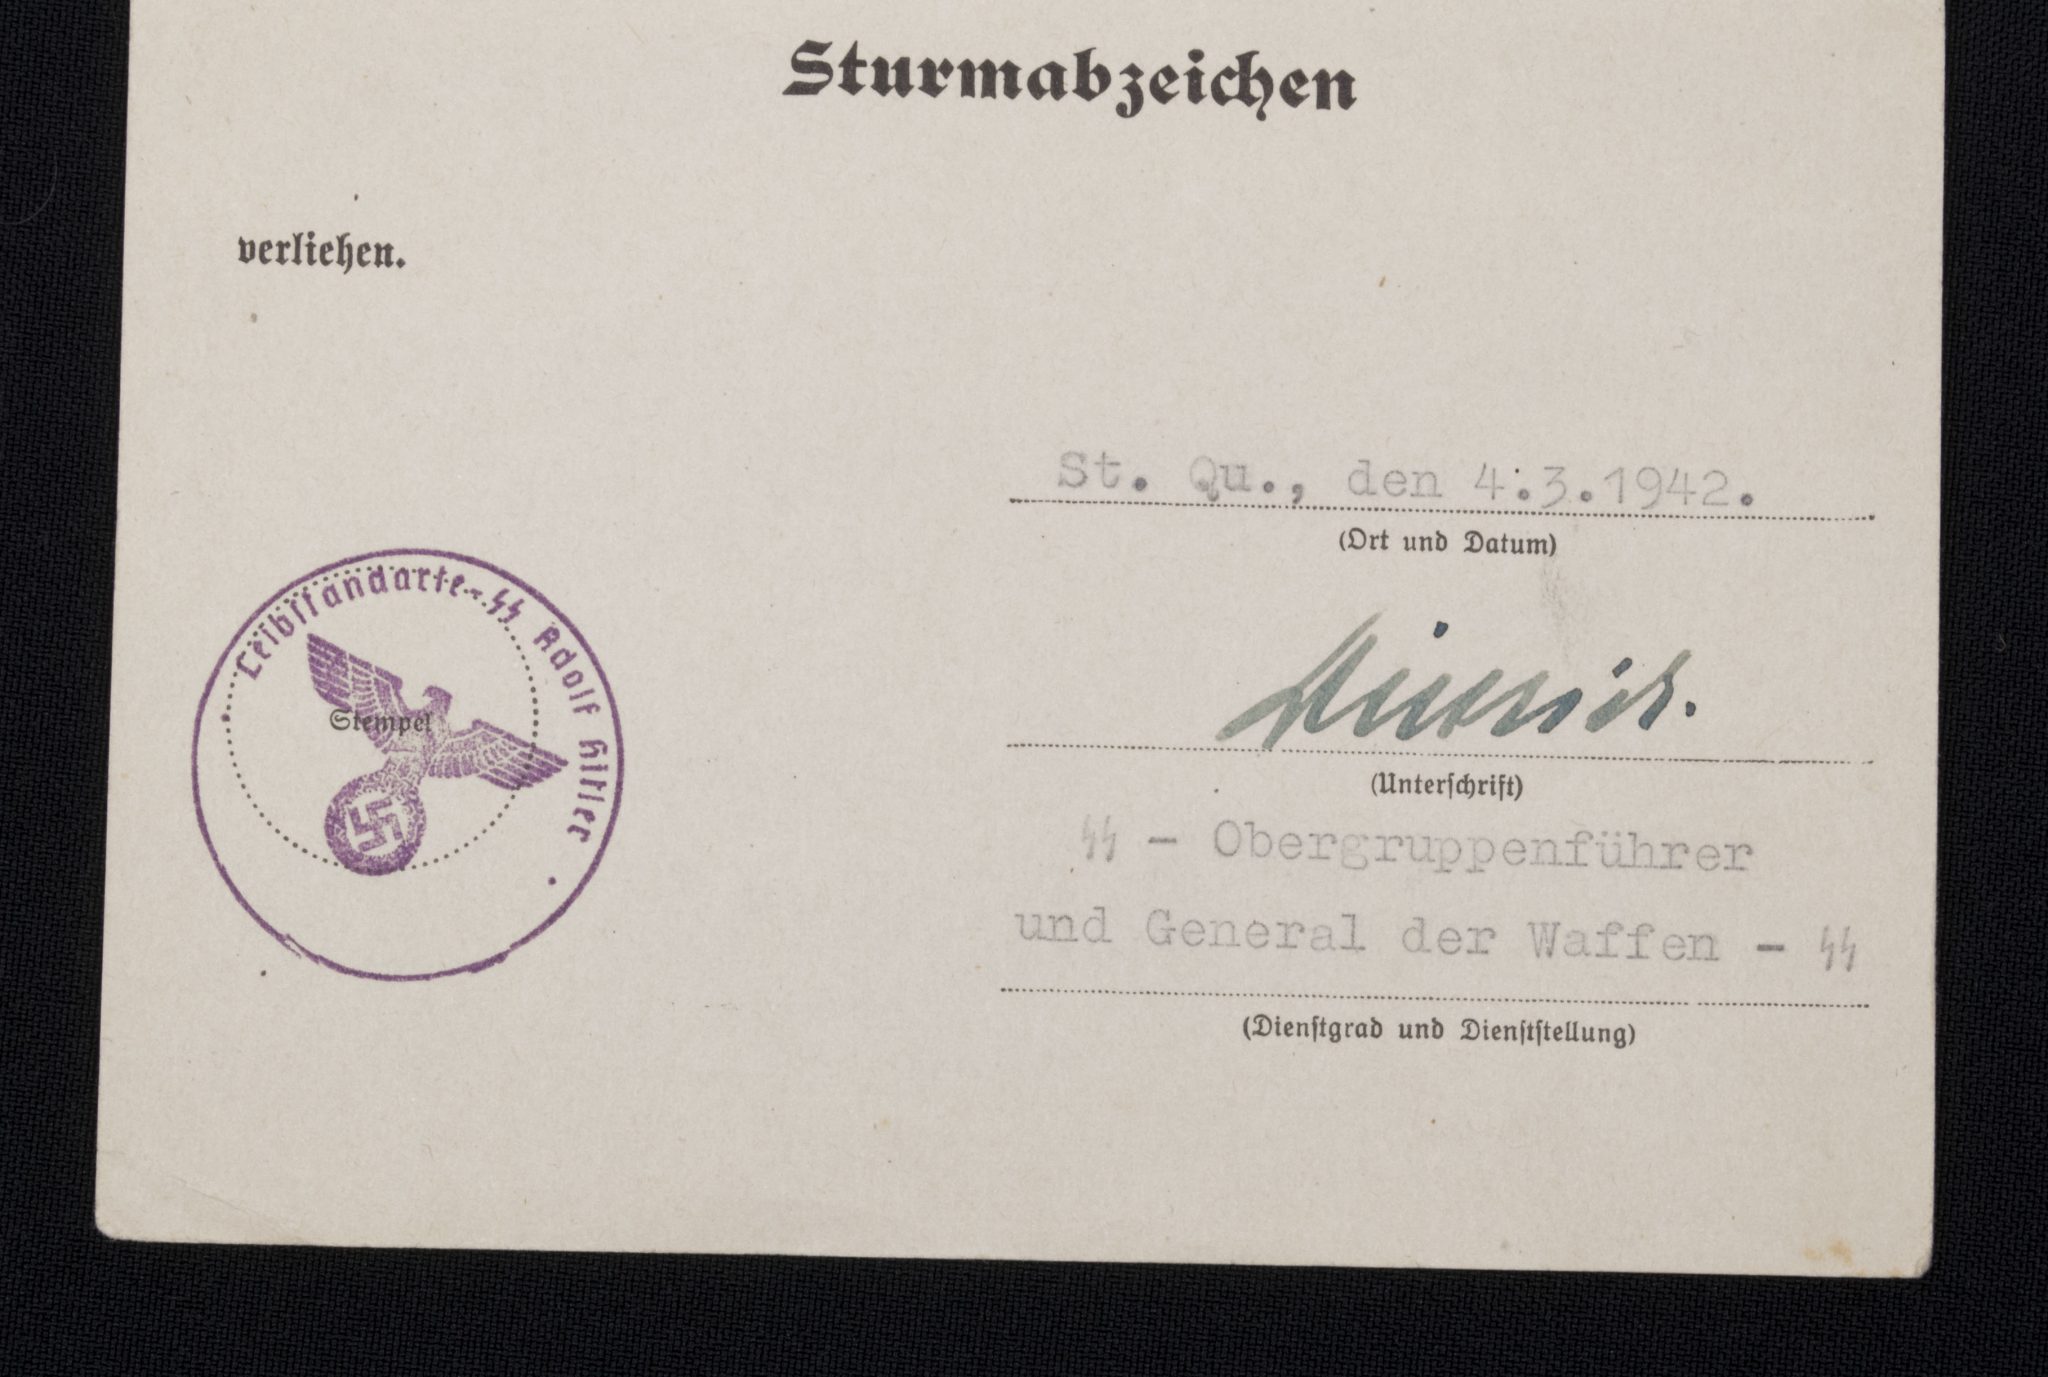 Sturmabzeichen
verliehen.
St. Qu., den 4.3.1942.
(Ort und Datum)
Leibstandarte-ᛋᛋ Adolf Hitler
Stempel
Dietrich.
(Unterschrift)
ᛋᛋ - Obergruppenführer
und General der Waffen - ᛋᛋ
(Dienstgrad und Dienststellung)